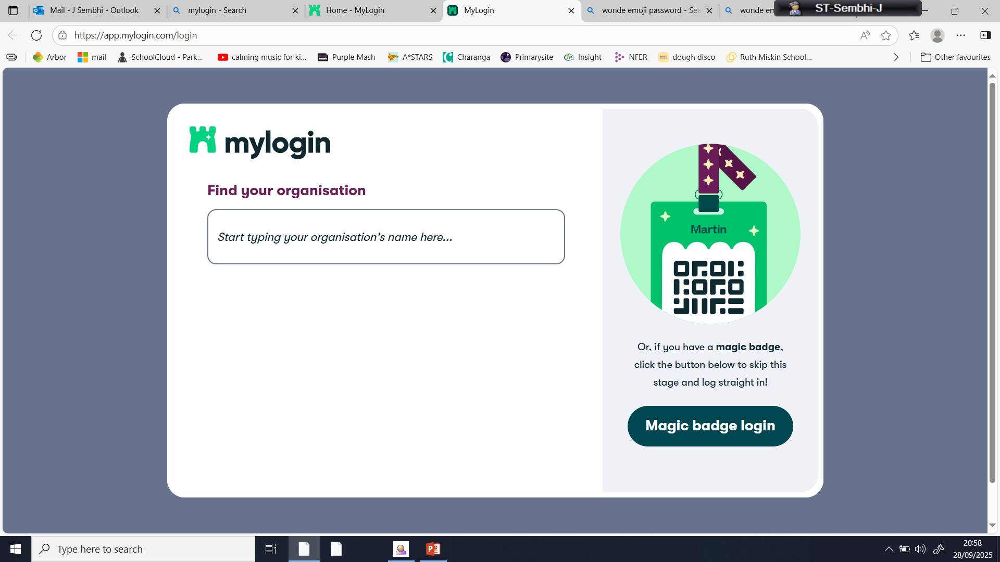 Mail - J Sembhi - Outlook
mylogin - Search
Home - MyLogin
MyLogin
wonde emoji password - Sea
wonde em
ST-Sembhi-J
https://app.mylogin.com/login
Arbor
mail
SchoolCloud - Park...
calming music for ki...
Purple Mash
A*STARS
Charanga
Primarysite
Insight
NFER
dough disco
Ruth Miskin School...
Other favourites
mylogin
Find your organisation
Start typing your organisation's name here...
Martin
Or, if you have a magic badge,
click the button below to skip this
stage and log straight in!
Magic badge login
Type here to search
20:58
28/09/2025